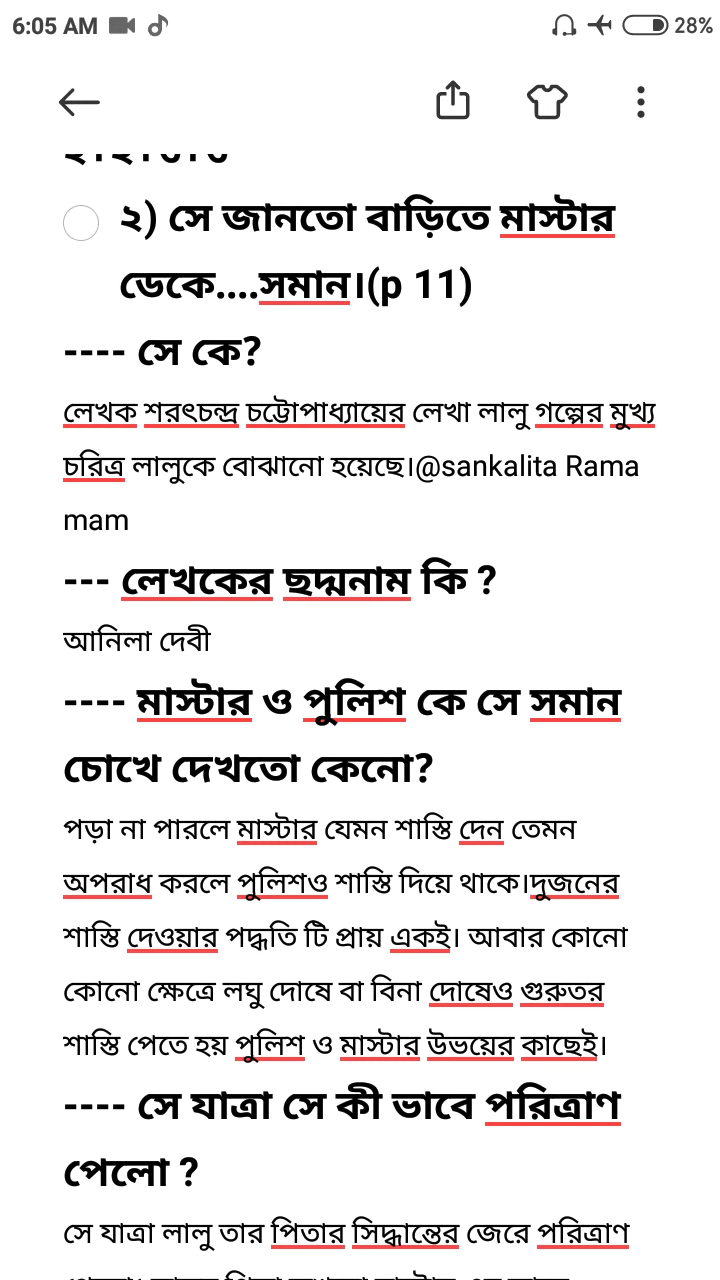 6:05 AM
28%
২) সে জানতো বাড়িতে মাস্টার
ডেকে....সমান।(p 11)
---- সে কে?
লেখক শরৎচন্দ্র চট্টোপাধ্যায়ের লেখা লালু গল্পের মুখ্য
চরিত্র লালুকে বোঝানো হয়েছে।@sankalita Rama
mam
--- লেখকের ছদ্মনাম কি ?
আনিলা দেবী
---- মাস্টার ও পুলিশ কে সে সমান
চোখে দেখতো কেনো?
পড়া না পারলে মাস্টার যেমন শাস্তি দেন তেমন
অপরাধ করলে পুলিশও শাস্তি দিয়ে থাকে।দুজনের
শাস্তি দেওয়ার পদ্ধতি টি প্রায় একই। আবার কোনো
কোনো ক্ষেত্রে লঘু দোষে বা বিনা দোষেও গুরুতর
শাস্তি পেতে হয় পুলিশ ও মাস্টার উভয়ের কাছেই।
---- সে যাত্রা সে কী ভাবে পরিত্রাণ
পেলো ?
সে যাত্রা লালু তার পিতার সিদ্ধান্তের জেরে পরিত্রাণ